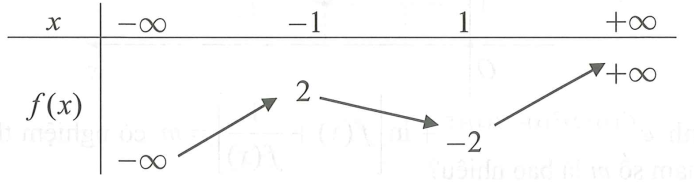 x −∞ −1 1 +∞
2 +∞
f(x)
−∞ −2